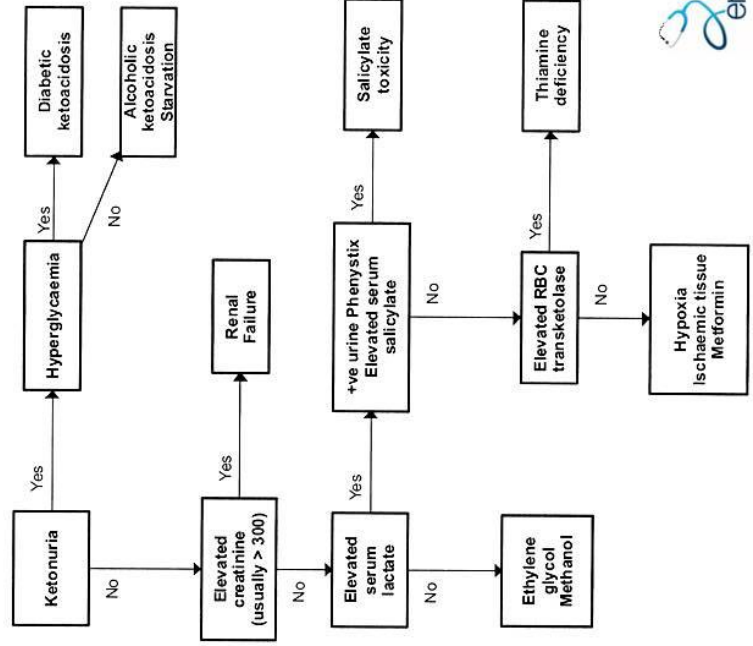 Ketonuria
Yes
Hyperglycaemia
Yes
Diabetic
ketoacidosis
No
Alcoholic
ketoacidosis
Starvation
No
Elevated
creatinine
(usually > 300)
Yes
Renal
Failure
No
Elevated
serum
lactate
Yes
+ve urine Phenystix
Elevated serum
salicylate
Yes
Salicylate
toxicity
No
Elevated RBC
transketolase
Yes
Thiamine
deficiency
No
Hypoxia
Ischaemic tissue
Metformin
No
Ethylene
glycol
Methanol